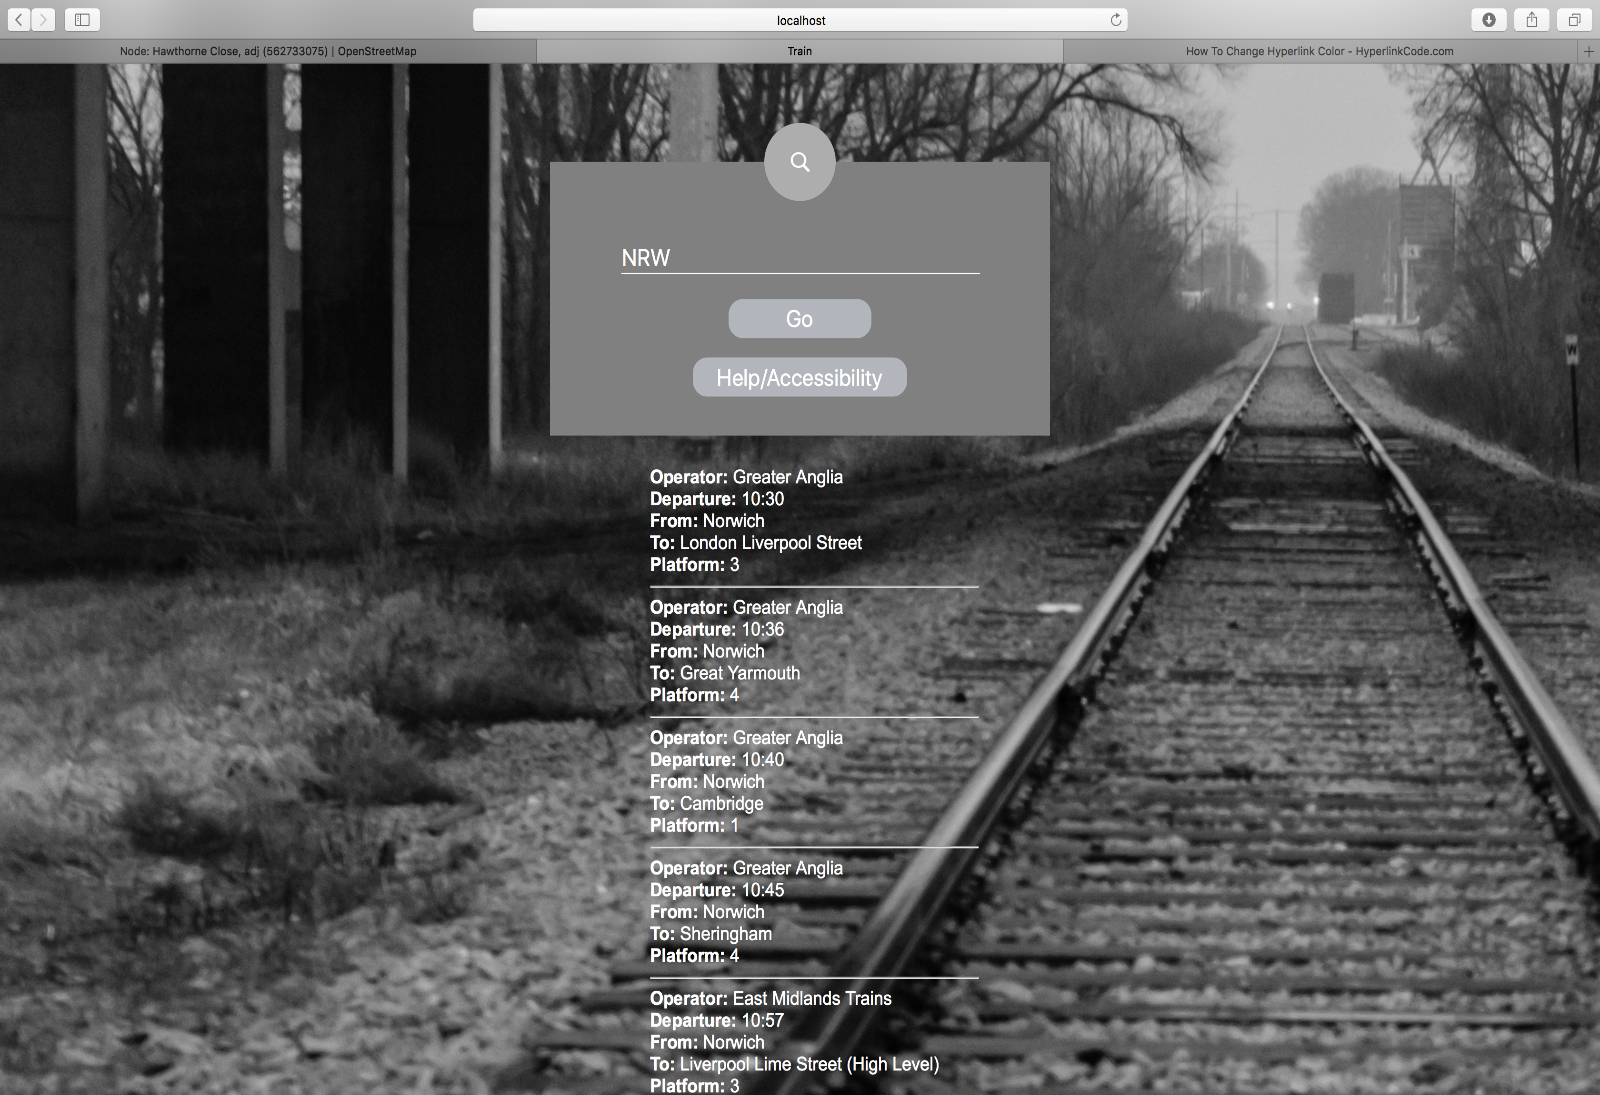 localhost
Node: Hawthorne Close, adj (562733075) | OpenStreetMap
Train
How To Change Hyperlink Color - HyperlinkCode.com
NRW
Go
Help/Accessibility
W
Operator: Greater Anglia
Departure: 10:30
From: Norwich
To: London Liverpool Street
Platform: 3
Operator: Greater Anglia
Departure: 10:36
From: Norwich
To: Great Yarmouth
Platform: 4
Operator: Greater Anglia
Departure: 10:40
From: Norwich
To: Cambridge
Platform: 1
Operator: Greater Anglia
Departure: 10:45
From: Norwich
To: Sheringham
Platform: 4
Operator: East Midlands Trains
Departure: 10:57
From: Norwich
To: Liverpool Lime Street (High Level)
Platform: 3